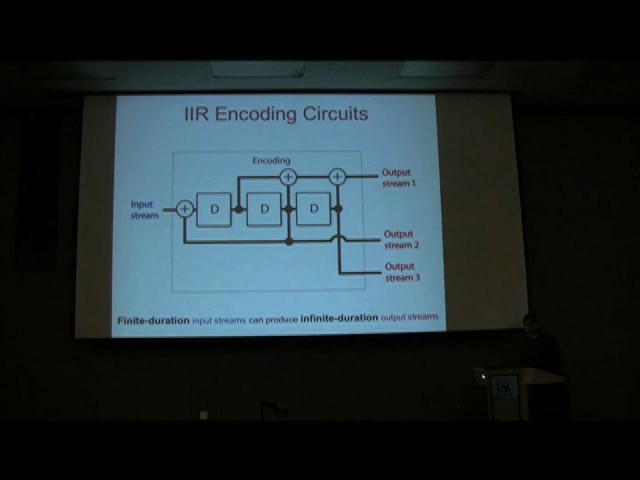 IIR Encoding Circuits
Encoding
Input
stream
D
D
D
Output
stream 1
Output
stream 2
Output
stream 3
Finite-duration input streams can produce infinite-duration output streams
USC